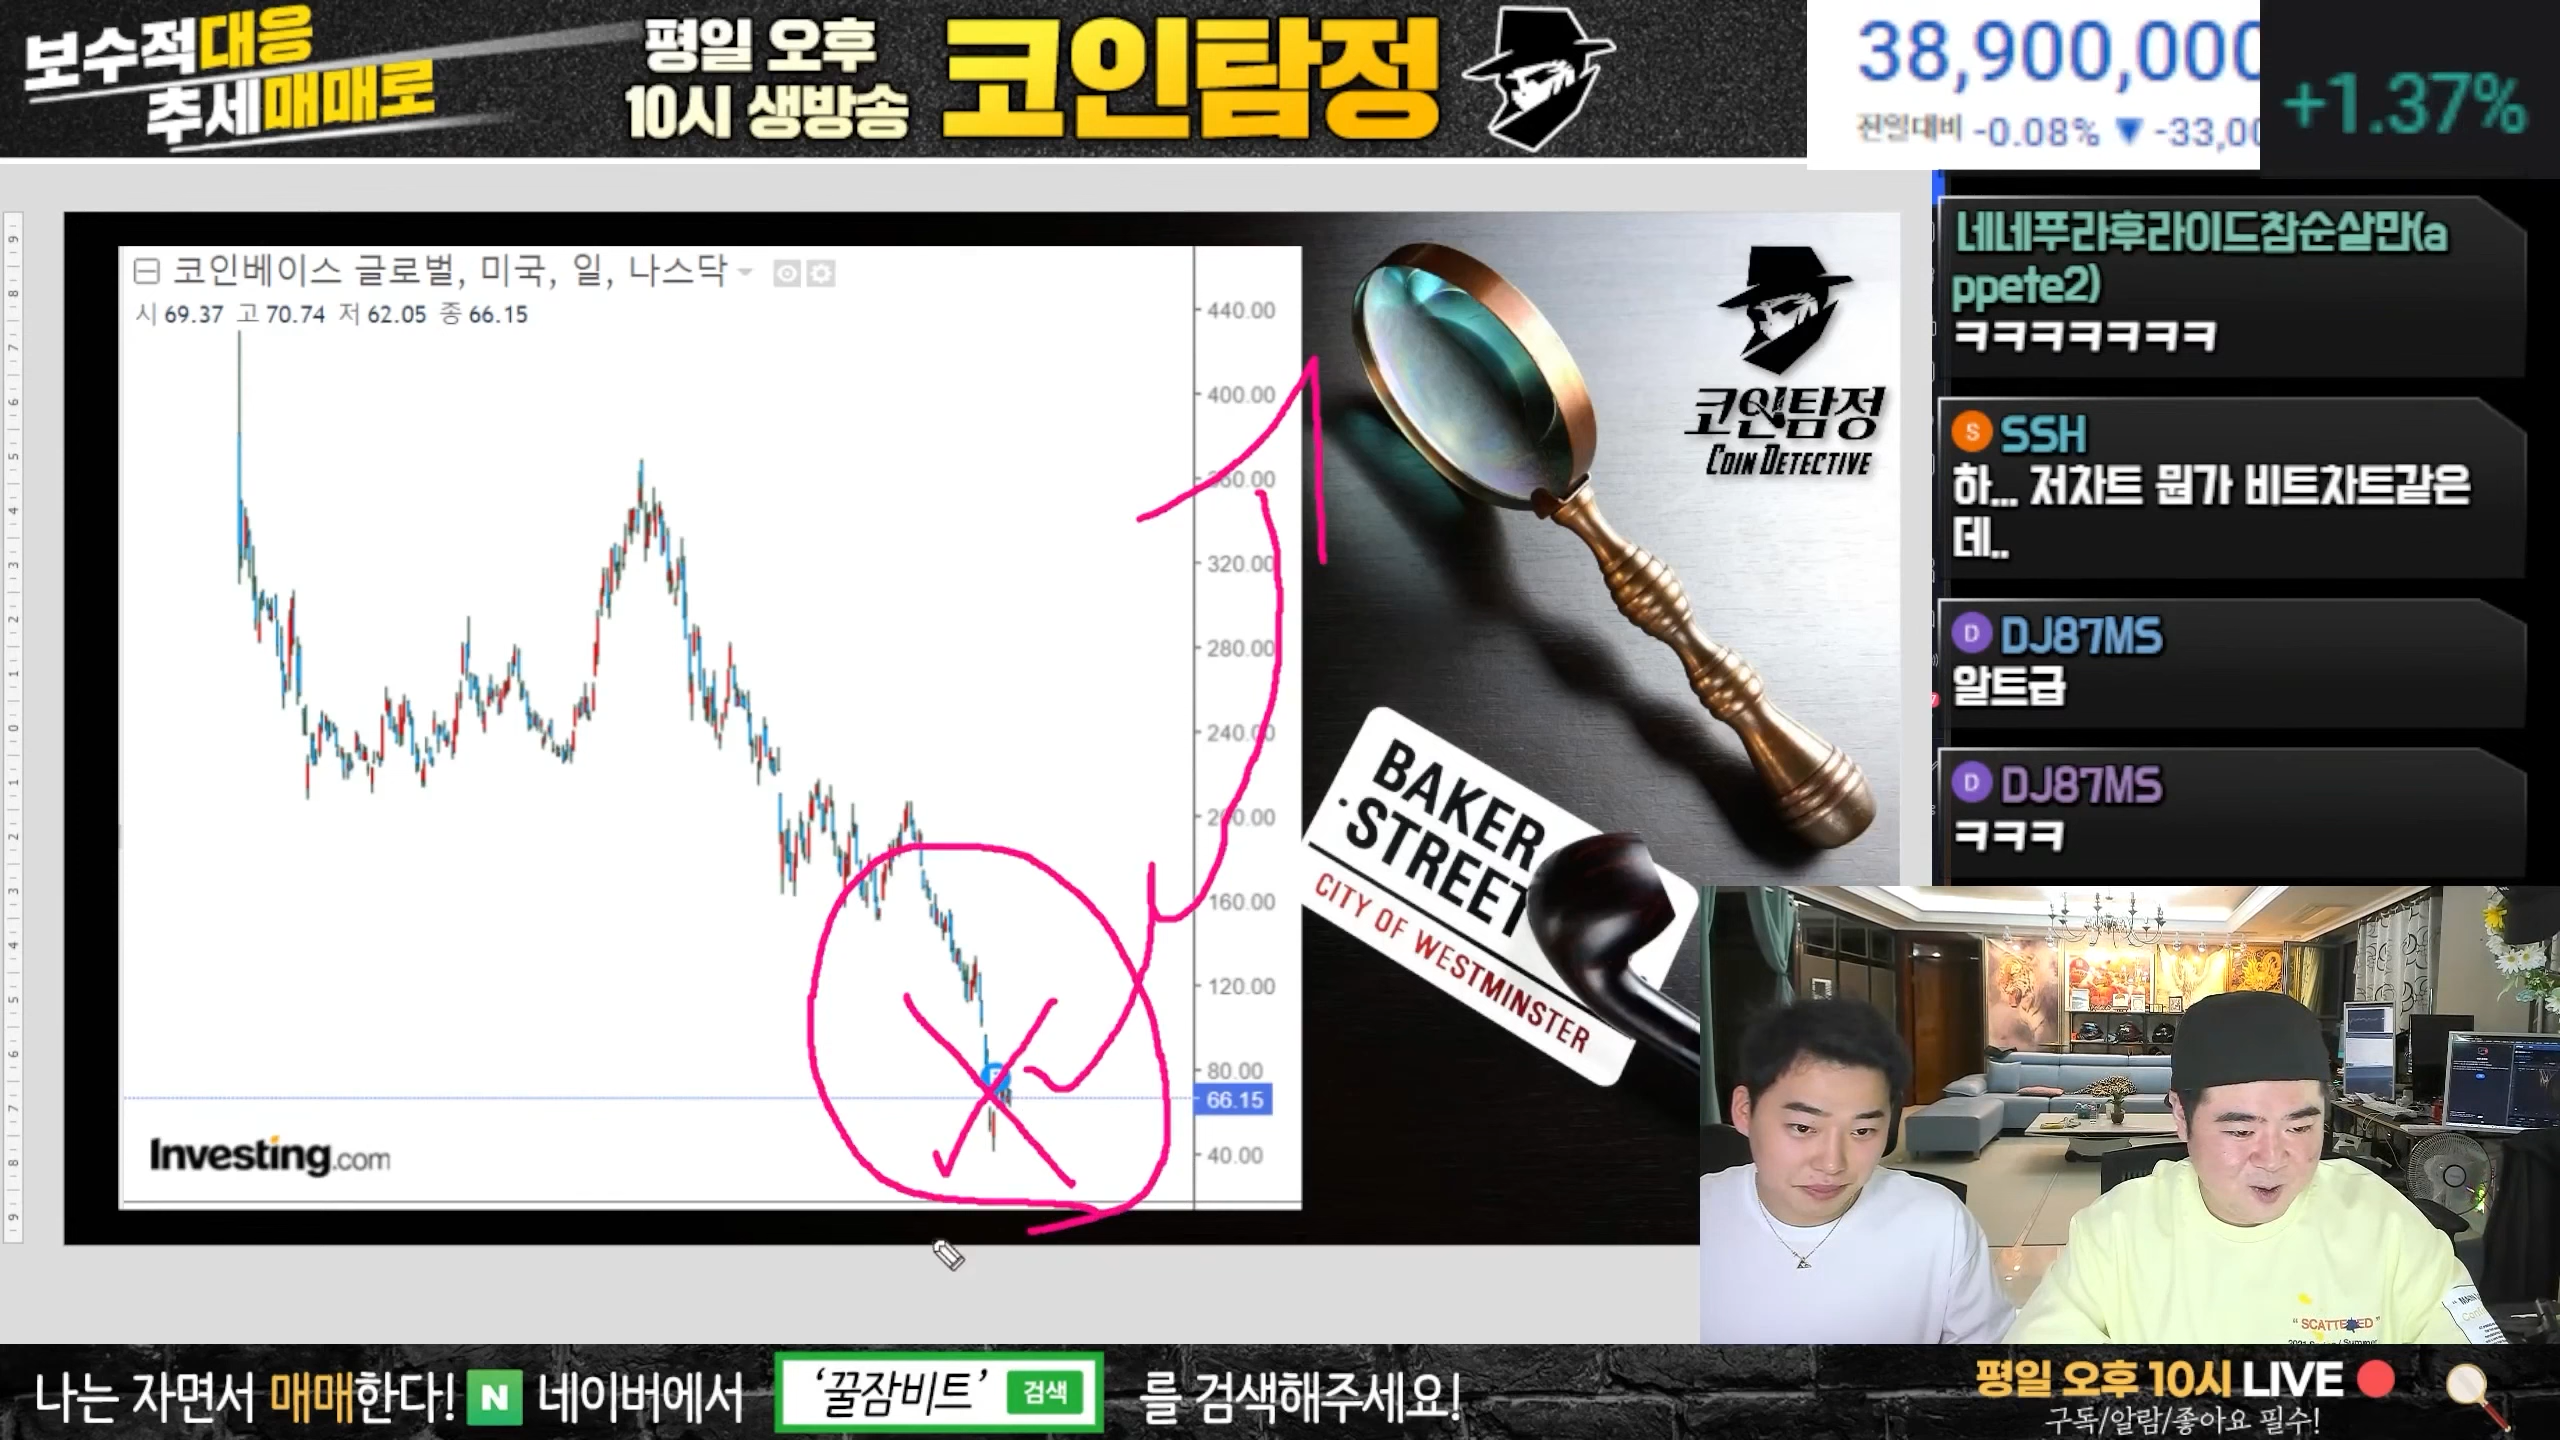 보수적대응
추세매매로
평일 오후
10시 생방송
코인탐정
38,900,000
전일대비 -0.08% ▼ -33,00
+1.37%
코인베이스 글로벌, 미국, 일, 나스닥
시 69.37 고 70.74 저 62.05 종 66.15
440.00
400.00
360.00
320.00
280.00
240.00
200.00
160.00
120.00
80.00
66.15
40.00
Investing.com
코인탐정
COIN DETECTIVE
BAKER
STREET
CITY OF WESTMINSTER
네네푸라후라이드참순살만(a
ppete2)
ㅋㅋㅋㅋㅋㅋㅋ
S SSH
하... 저차트 뭔가 비트차트같은
데..
D DJ87MS
알트급
D DJ87MS
ㅋㅋㅋ
" SCATTERED "
나는 자면서 매매한다! N 네이버에서 '꿀잠비트' 검색 를 검색해주세요!
평일 오후 10시 LIVE
구독/알람/좋아요 필수!